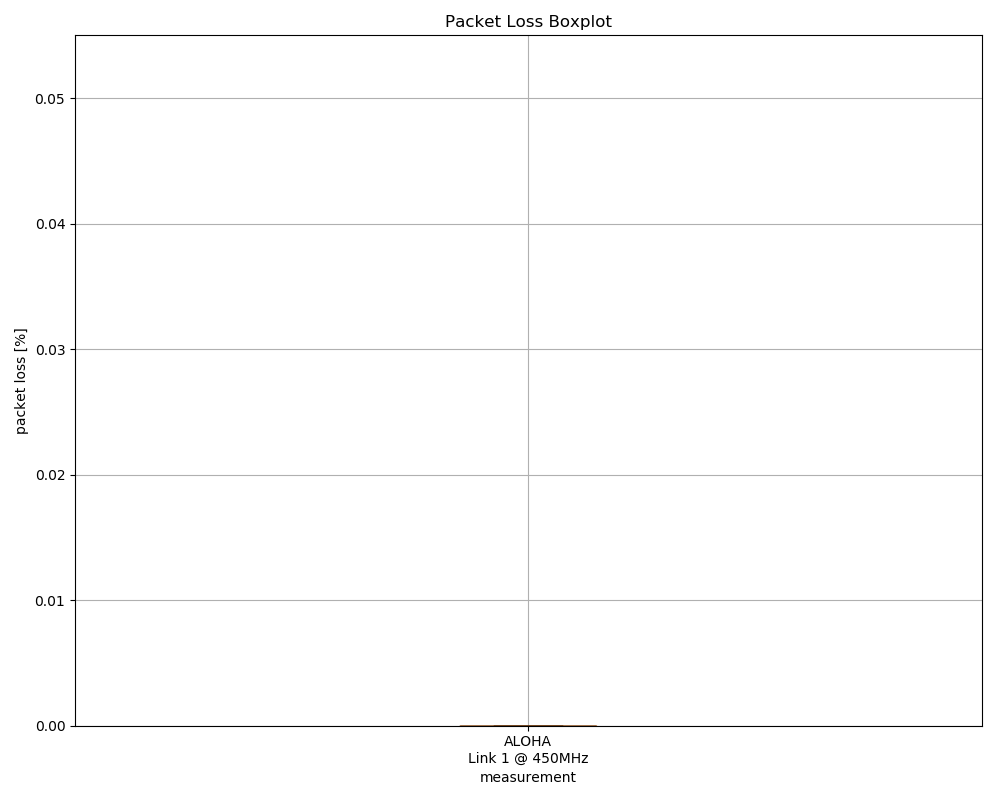 Packet Loss Boxplot
packet loss [%]
0.05
0.04
0.03
0.02
0.01
0.00
ALOHA
Link 1 @ 450MHz
measurement